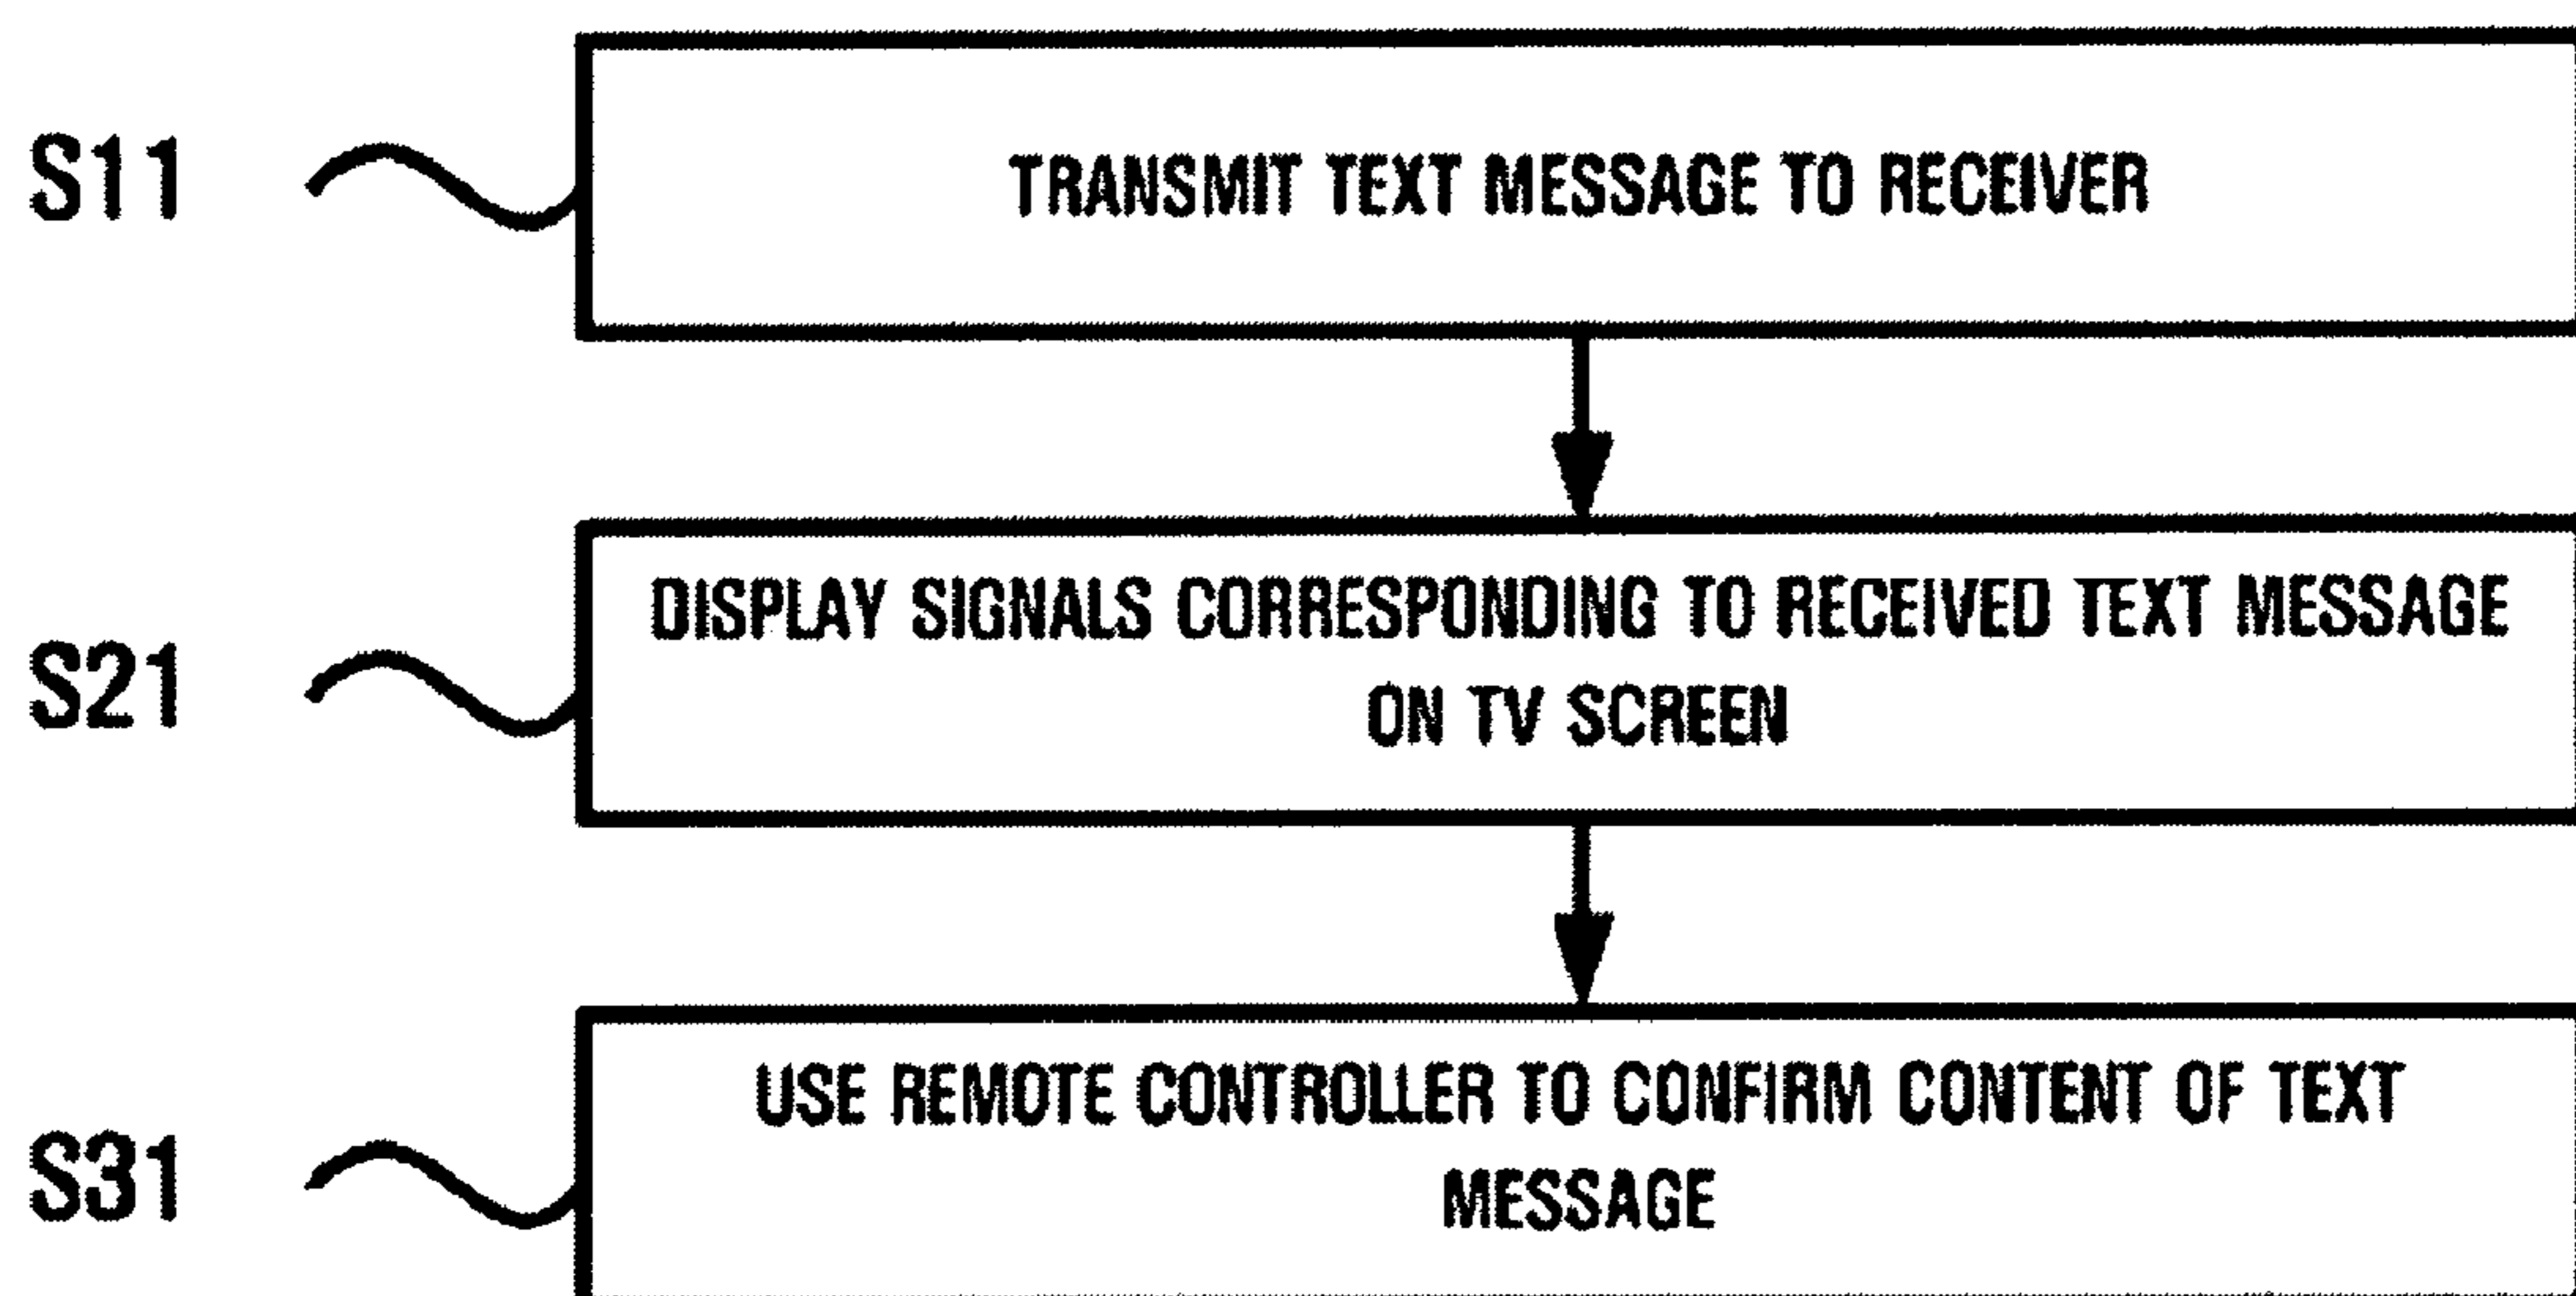 S11
TRANSMIT TEXT MESSAGE TO RECEIVER
S21
DISPLAY SIGNALS CORRESPONDING TO RECEIVED TEXT MESSAGE
ON TV SCREEN
S31
USE REMOTE CONTROLLER TO CONFIRM CONTENT OF TEXT
MESSAGE